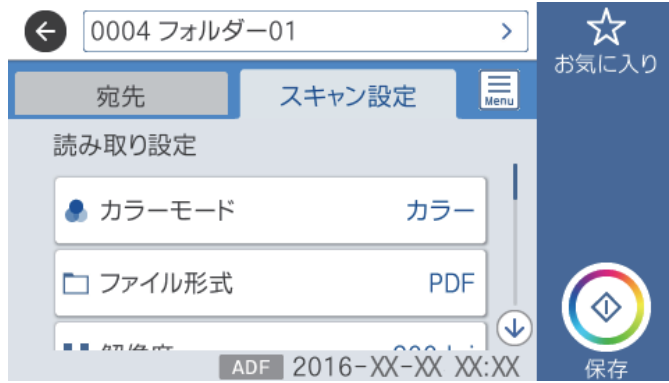 0004 フォルダー01
お気に入り
宛先
スキャン設定
Menu
読み取り設定
カラーモード
カラー
ファイル形式
PDF
ADF 2016-XX-XX XX:XX
保存